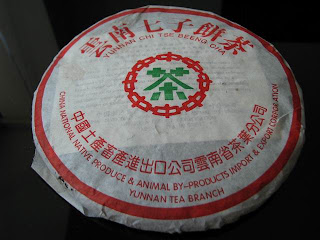 雲南七子餅茶
YUNNAN CHI TSE BEENG CHA
茶
中國土產畜產進出口公司雲南省茶葉分公司
CHINA NATIONAL NATIVE PRODUCE & ANIMAL BY-PRODUCTS IMPORT & EXPORT CORPORATION
YUNNAN TEA BRANCH